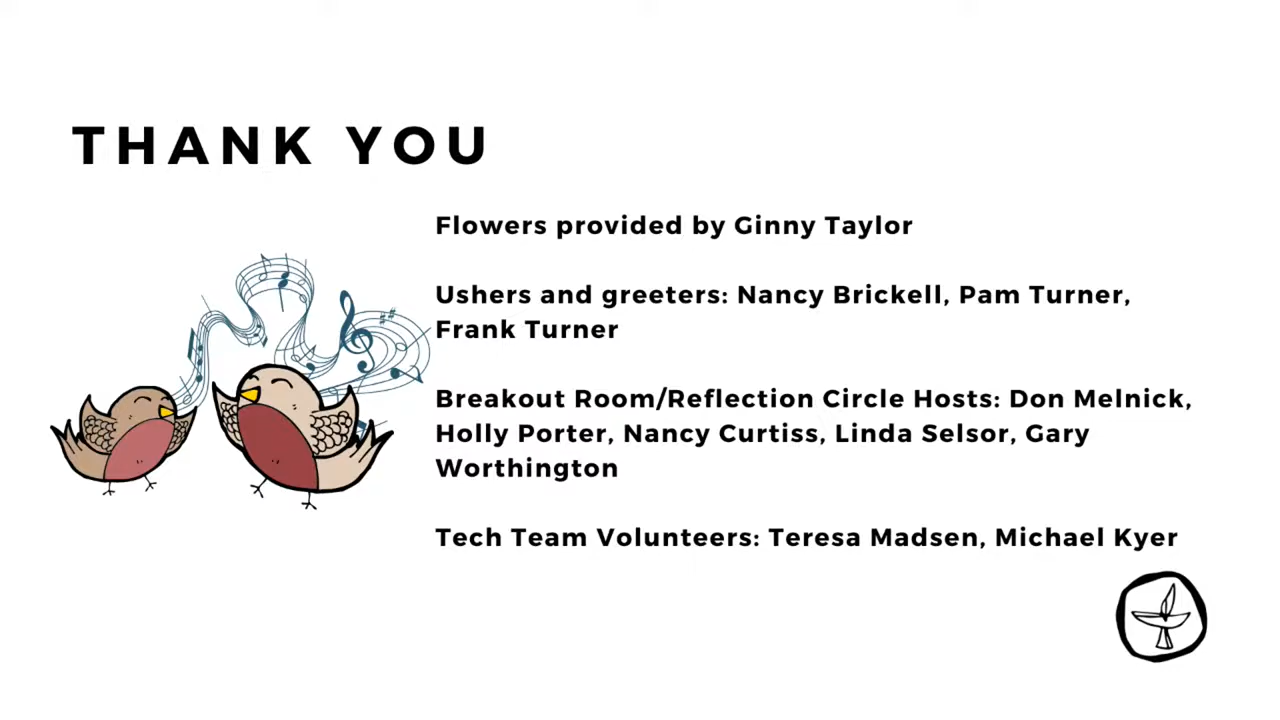 THANK YOU
Flowers provided by Ginny Taylor
Ushers and greeters: Nancy Brickell, Pam Turner,
Frank Turner
Breakout Room/Reflection Circle Hosts: Don Melnick,
Holly Porter, Nancy Curtiss, Linda Selsor, Gary
Worthington
Tech Team Volunteers: Teresa Madsen, Michael Kyer